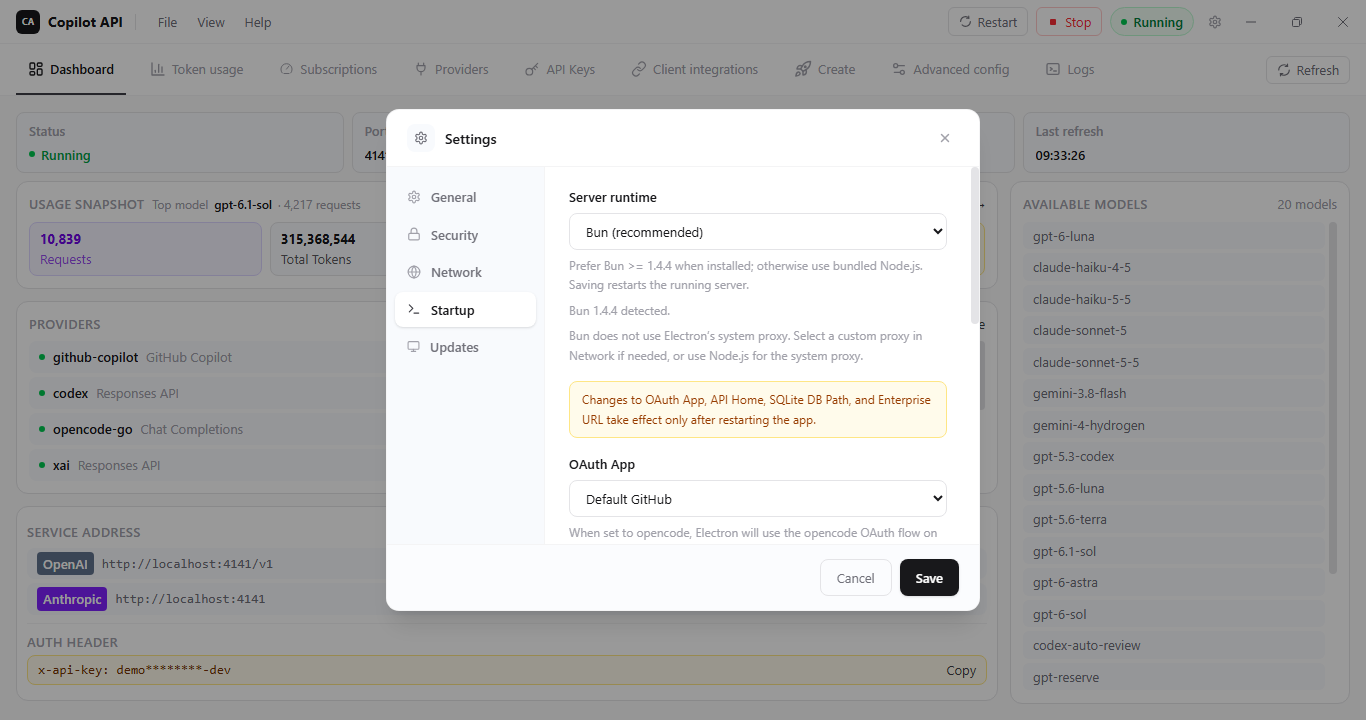 CA Copilot API File View Help Restart Stop Running
Dashboard Token usage Subscriptions Providers API Keys Client integrations Create Advanced config Logs Refresh
Status
Running
Last refresh
09:33:26
USAGE SNAPSHOT Top model gpt-6.1-sol · 4,217 requests
10,839
Requests
315,368,544
Total Tokens
PROVIDERS
github-copilot GitHub Copilot
codex Responses API
opencode-go Chat Completions
xai Responses API
SERVICE ADDRESS
OpenAI http://localhost:4141/v1
Anthropic http://localhost:4141
AUTH HEADER
x-api-key: demo********-dev Copy
Settings
General
Security
Network
Startup
Updates
Server runtime
Bun (recommended)
Prefer Bun >= 1.4.4 when installed; otherwise use bundled Node.js.
Saving restarts the running server.
Bun 1.4.4 detected.
Bun does not use Electron's system proxy. Select a custom proxy in
Network if needed, or use Node.js for the system proxy.
Changes to OAuth App, API Home, SQLite DB Path, and Enterprise
URL take effect only after restarting the app.
OAuth App
Default GitHub
When set to opencode, Electron will use the opencode OAuth flow on
Cancel Save
AVAILABLE MODELS 20 models
gpt-6-luna
claude-haiku-4-5
claude-haiku-5-5
claude-sonnet-5
claude-sonnet-5-5
gemini-3.8-flash
gemini-4-hydrogen
gpt-5.3-codex
gpt-5.6-luna
gpt-5.6-terra
gpt-6.1-sol
gpt-6-astra
gpt-6-sol
codex-auto-review
gpt-reserve